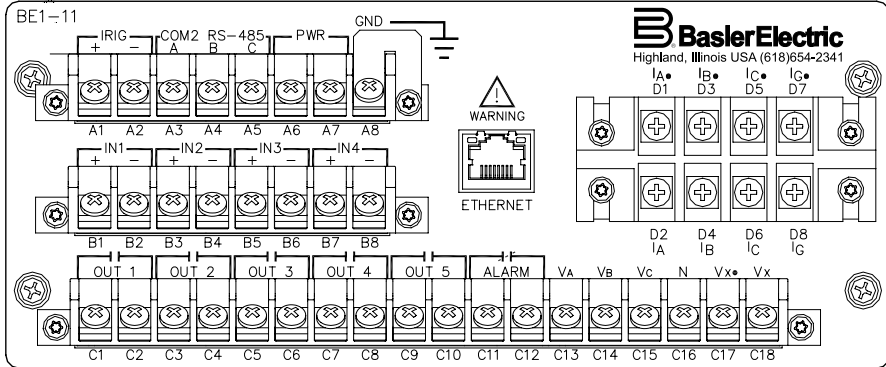 BE1-11
GND
IRIG COM2 RS-485 PWR
+ − A B C
A1 A2 A3 A4 A5 A6 A7 A8
IN1 IN2 IN3 IN4
+ − + − + − + −
B1 B2 B3 B4 B5 B6 B7 B8
WARNING
ETHERNET
B BaslerElectric
Highland, Illinois USA (618)654-2341
IA• IB• IC• IG•
D1 D3 D5 D7
D2 D4 D6 D8
IA IB IC IG
OUT 1 OUT 2 OUT 3 OUT 4 OUT 5 ALARM VA VB VC N VX• VX
C1 C2 C3 C4 C5 C6 C7 C8 C9 C10 C11 C12 C13 C14 C15 C16 C17 C18